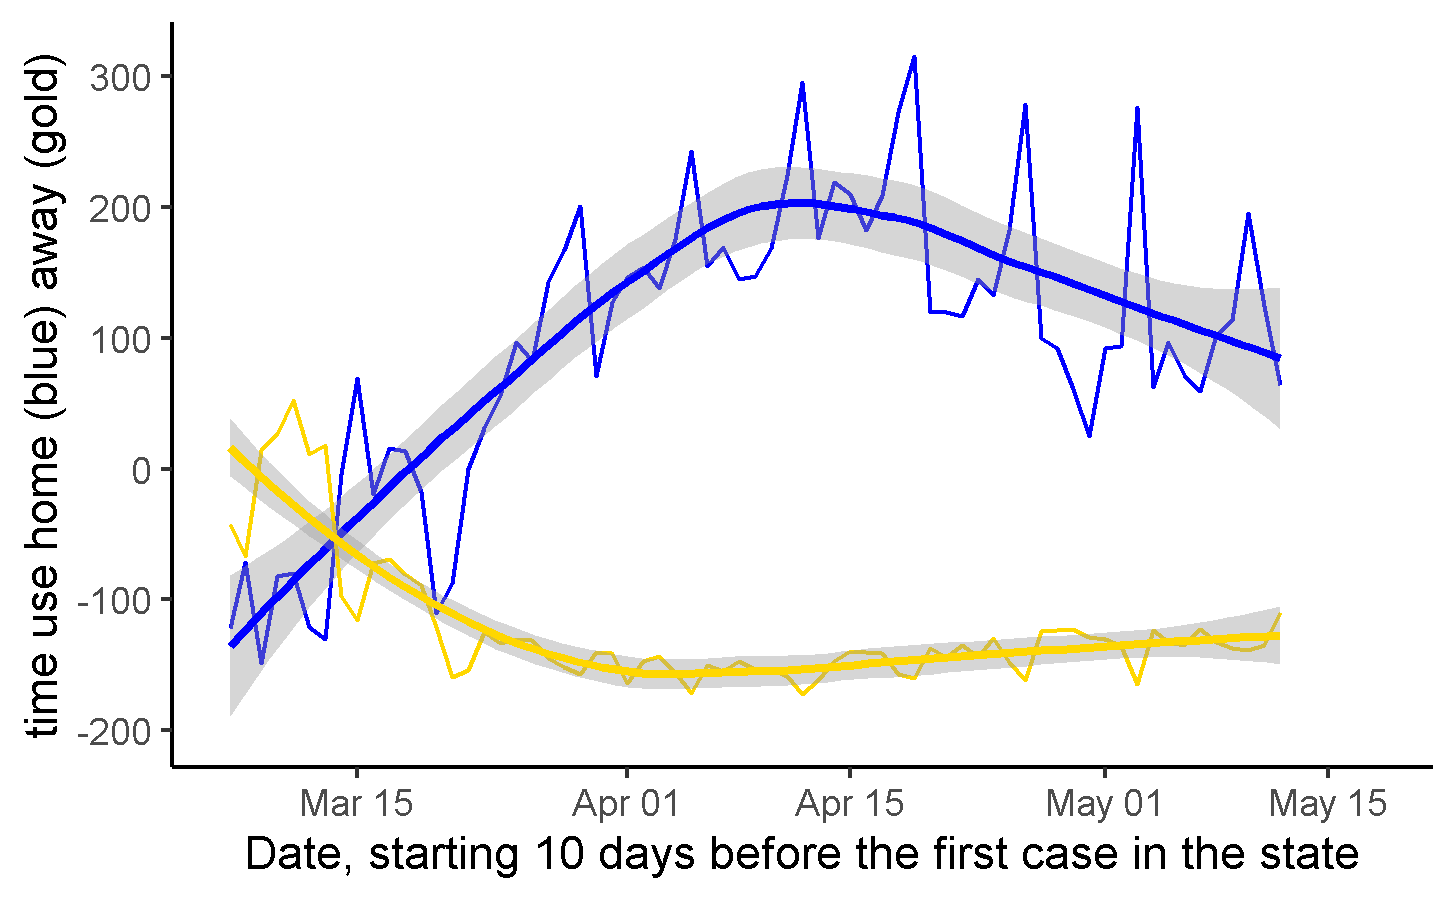 time use home (blue) away (gold)
300
200
100
0
-100
-200
Mar 15
Apr 01
Apr 15
May 01
May 15
Date, starting 10 days before the first case in the state